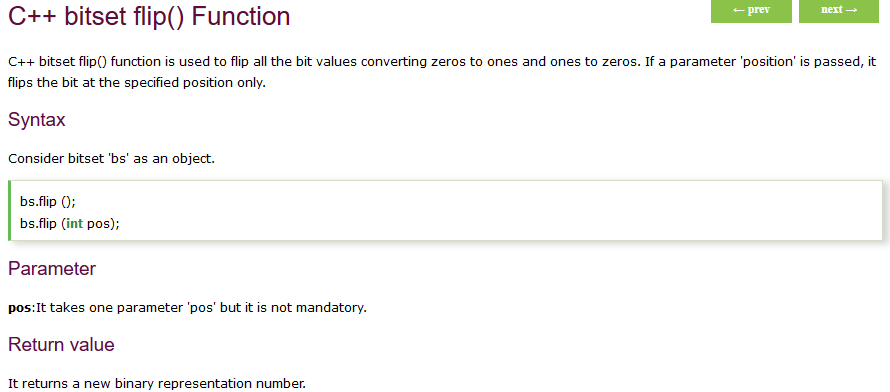 C++ bitset flip() Function
← prev next →
C++ bitset flip() function is used to flip all the bit values converting zeros to ones and ones to zeros. If a parameter 'position' is passed, it
flips the bit at the specified position only.
Syntax
Consider bitset 'bs' as an object.
bs.flip ();
bs.flip (int pos);
Parameter
pos:It takes one parameter 'pos' but it is not mandatory.
Return value
It returns a new binary representation number.